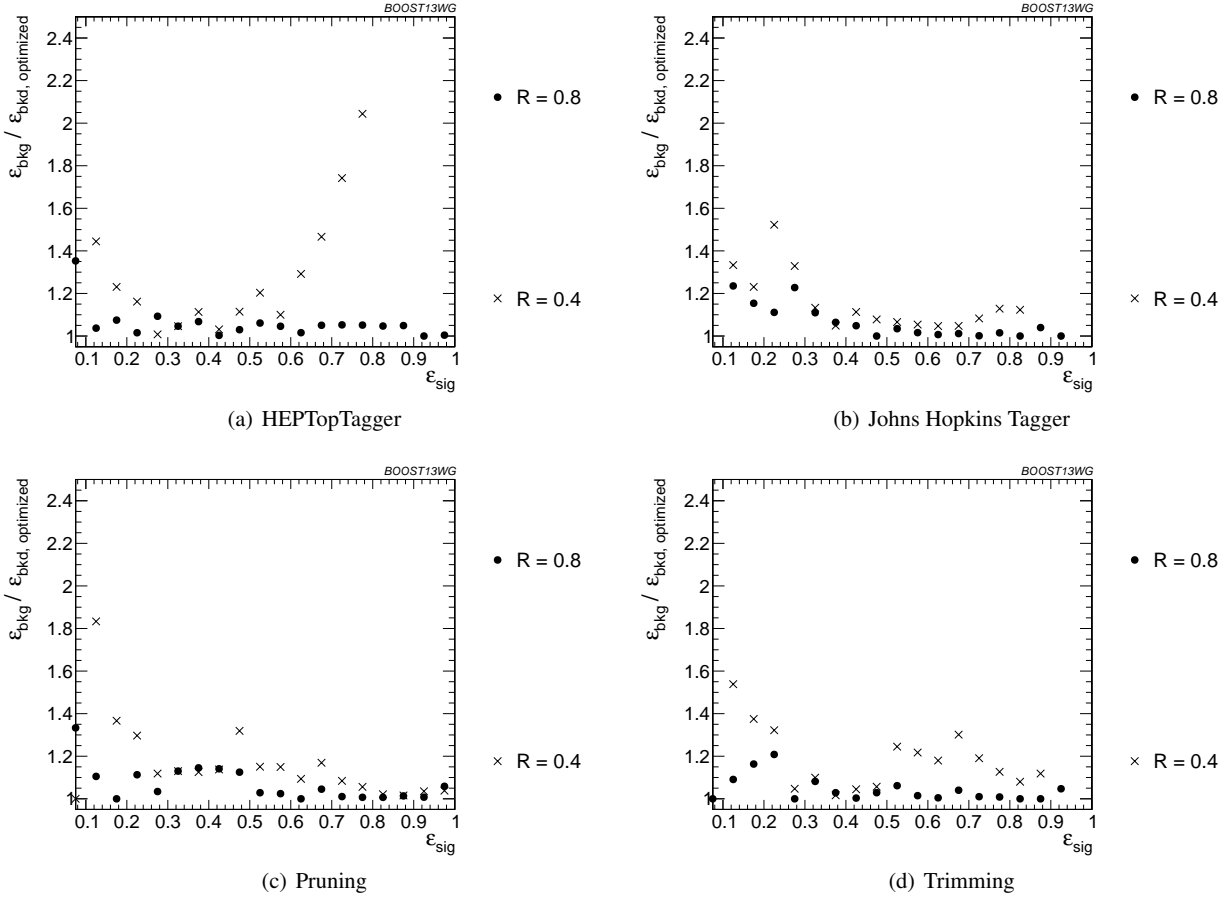 BOOST13WG
ε_bkg / ε_bkd, optimized
2.4
2.2
2
1.8
1.6
1.4
1.2
1
0.1 0.2 0.3 0.4 0.5 0.6 0.7 0.8 0.9 1
ε_sig
R = 0.8
R = 0.4
(a) HEPTopTagger
BOOST13WG
ε_bkg / ε_bkd, optimized
2.4
2.2
2
1.8
1.6
1.4
1.2
1
0.1 0.2 0.3 0.4 0.5 0.6 0.7 0.8 0.9 1
ε_sig
R = 0.8
R = 0.4
(b) Johns Hopkins Tagger
BOOST13WG
ε_bkg / ε_bkd, optimized
2.4
2.2
2
1.8
1.6
1.4
1.2
1
0.1 0.2 0.3 0.4 0.5 0.6 0.7 0.8 0.9 1
ε_sig
R = 0.8
R = 0.4
(c) Pruning
BOOST13WG
ε_bkg / ε_bkd, optimized
2.4
2.2
2
1.8
1.6
1.4
1.2
1
0.1 0.2 0.3 0.4 0.5 0.6 0.7 0.8 0.9 1
ε_sig
R = 0.8
R = 0.4
(d) Trimming